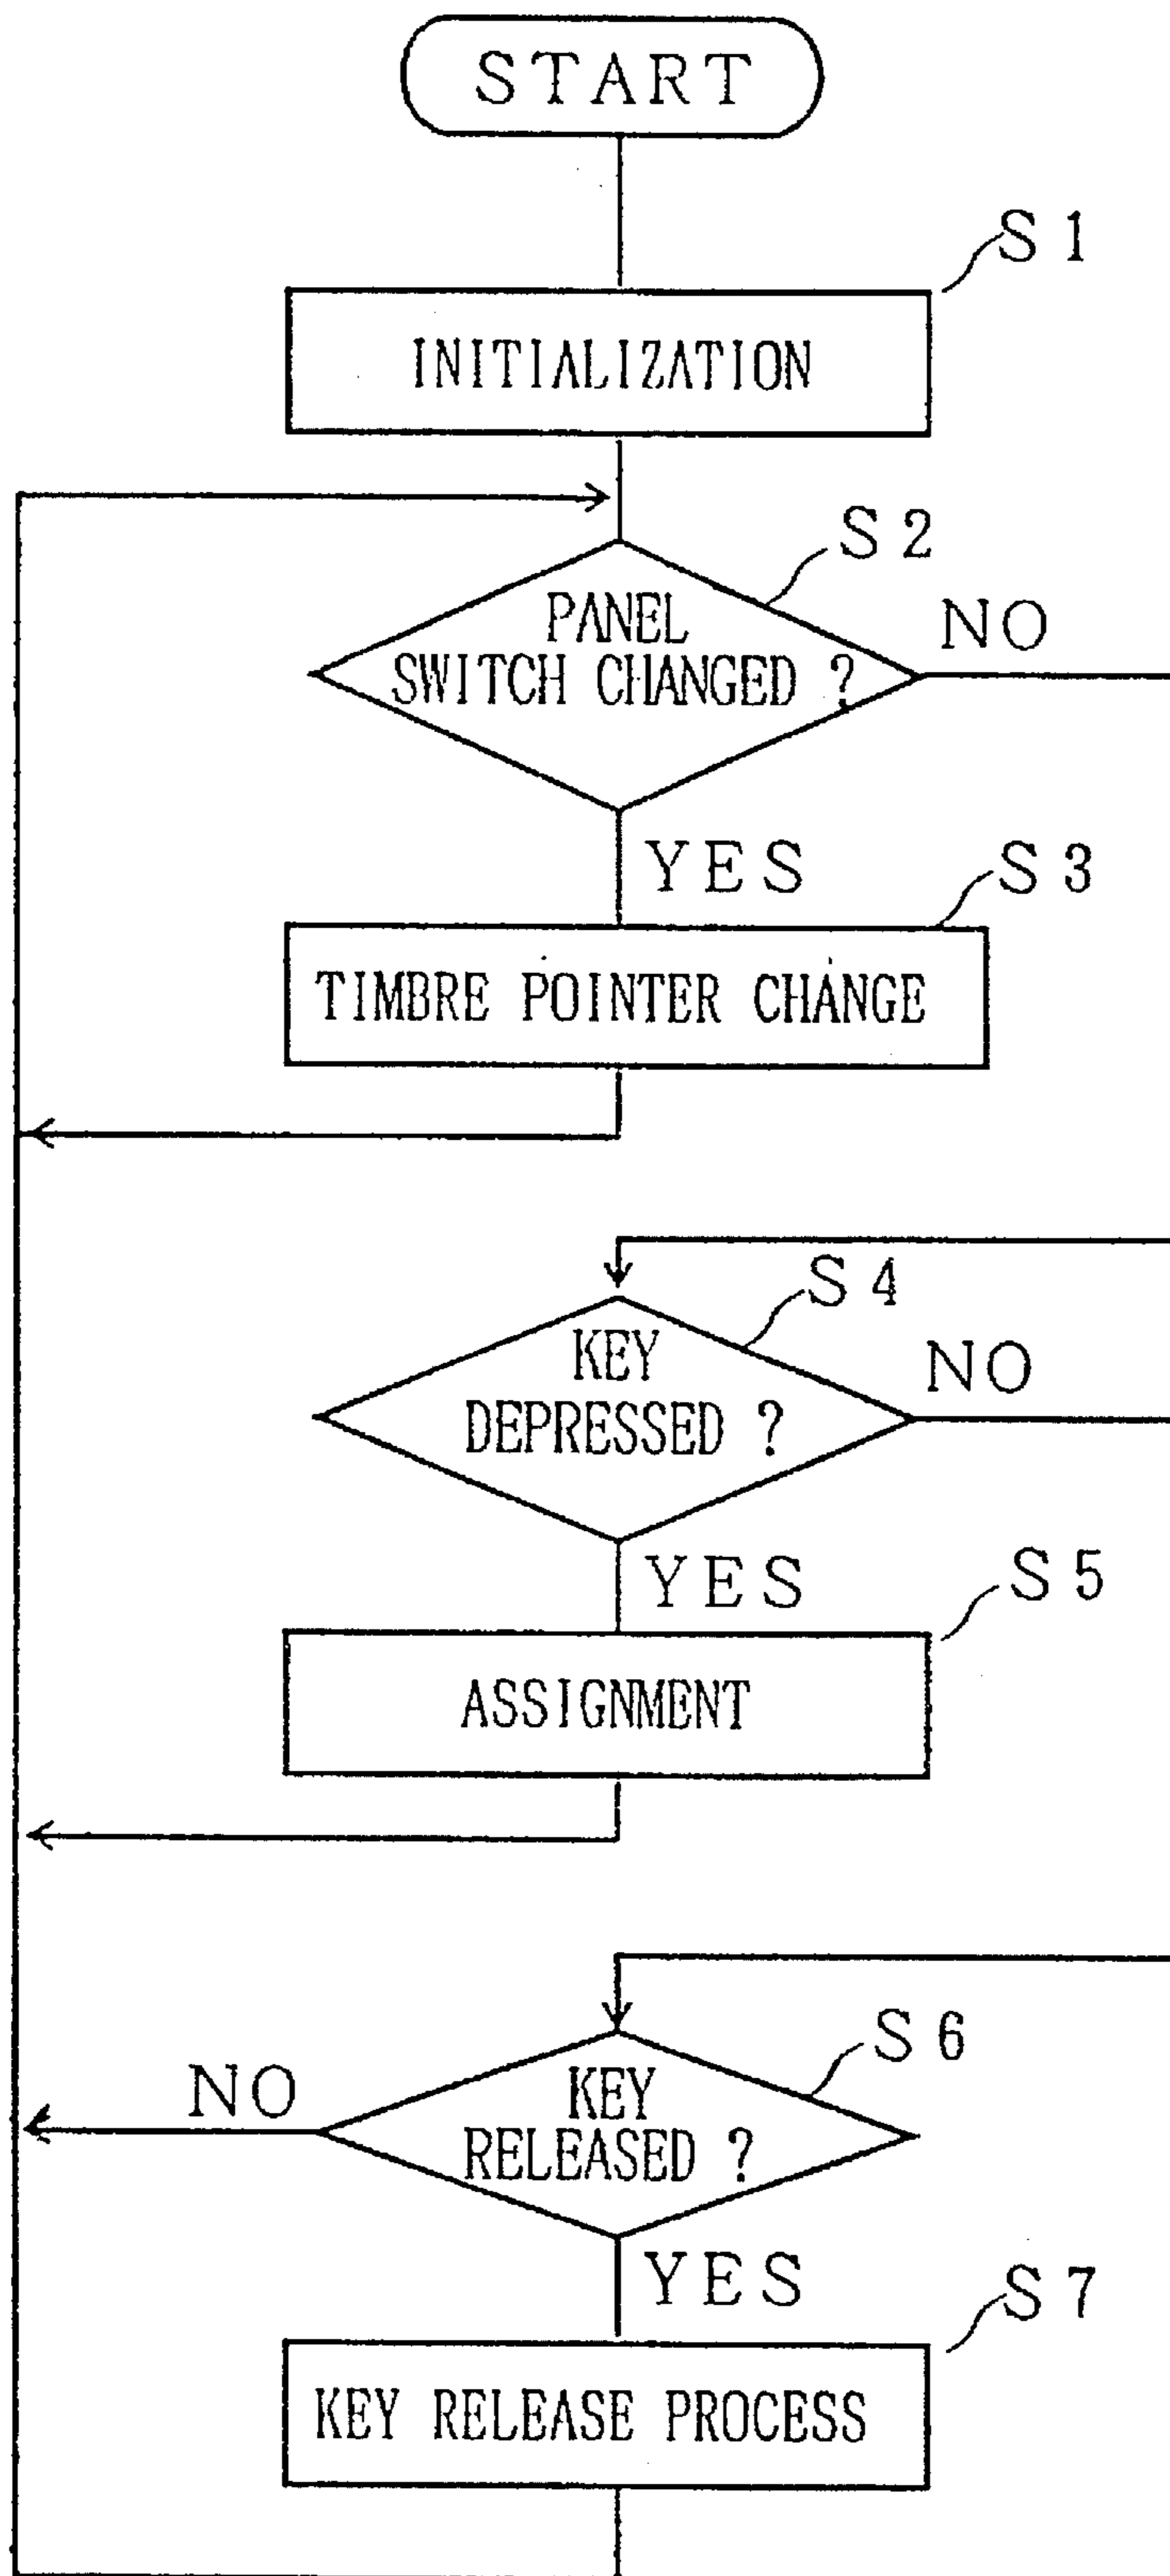 START
S1
INITIALIZATION
S2
PANEL
SWITCH CHANGED ?
NO
YES
S3
TIMBRE POINTER CHANGE
S4
KEY
DEPRESSED ?
NO
YES
S5
ASSIGNMENT
S6
KEY
RELEASED ?
NO
YES
S7
KEY RELEASE PROCESS